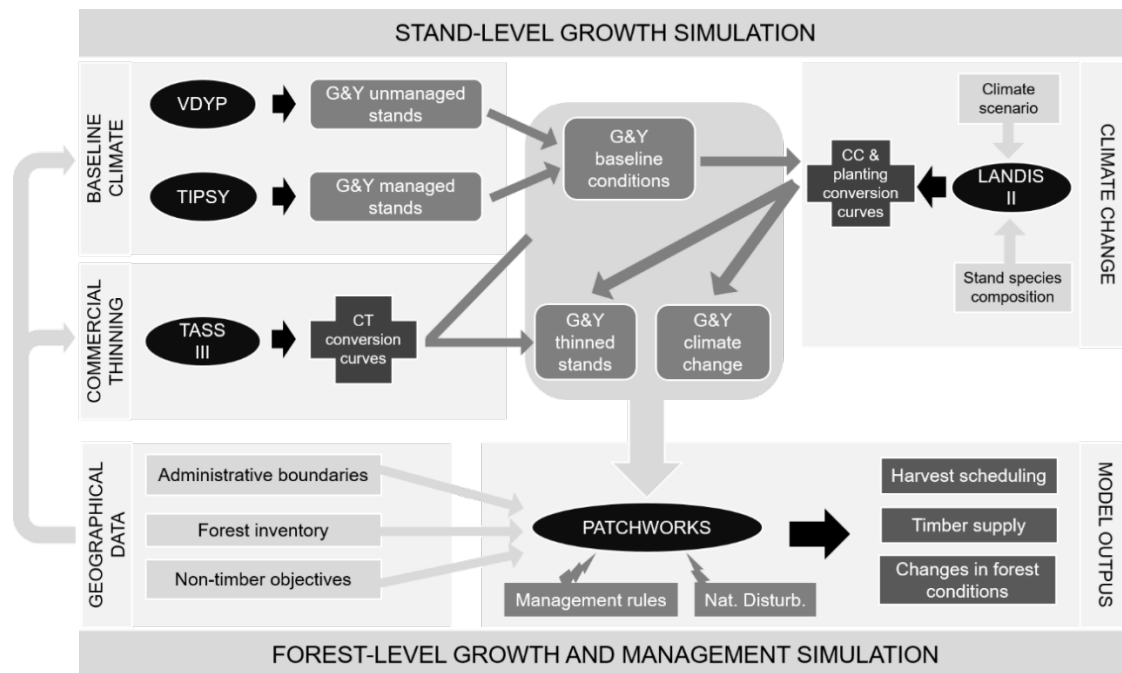 STAND-LEVEL GROWTH SIMULATION
BASELINE
CLIMATE
VDYP
G&Y unmanaged
stands
TIPSY
G&Y managed
stands
G&Y
baseline
conditions
CC &
planting
conversion
curves
Climate
scenario
LANDIS
II
Stand species
composition
CLIMATE CHANGE
COMMERCIAL
THINNING
TASS
III
CT
conversion
curves
G&Y
thinned
stands
G&Y
climate
change
GEOGRAPHICAL
DATA
Administrative boundaries
Forest inventory
Non-timber objectives
PATCHWORKS
Management rules
Nat. Disturb.
Harvest scheduling
Timber supply
Changes in forest
conditions
MODEL OUTPUS
FOREST-LEVEL GROWTH AND MANAGEMENT SIMULATION